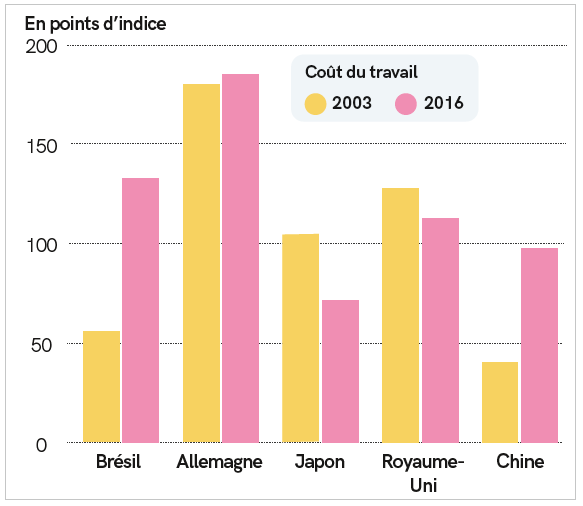 En points d’indice
200
Coût du travail
2003 2016
150
100
50
0
Brésil Allemagne Japon Royaume-Uni Chine